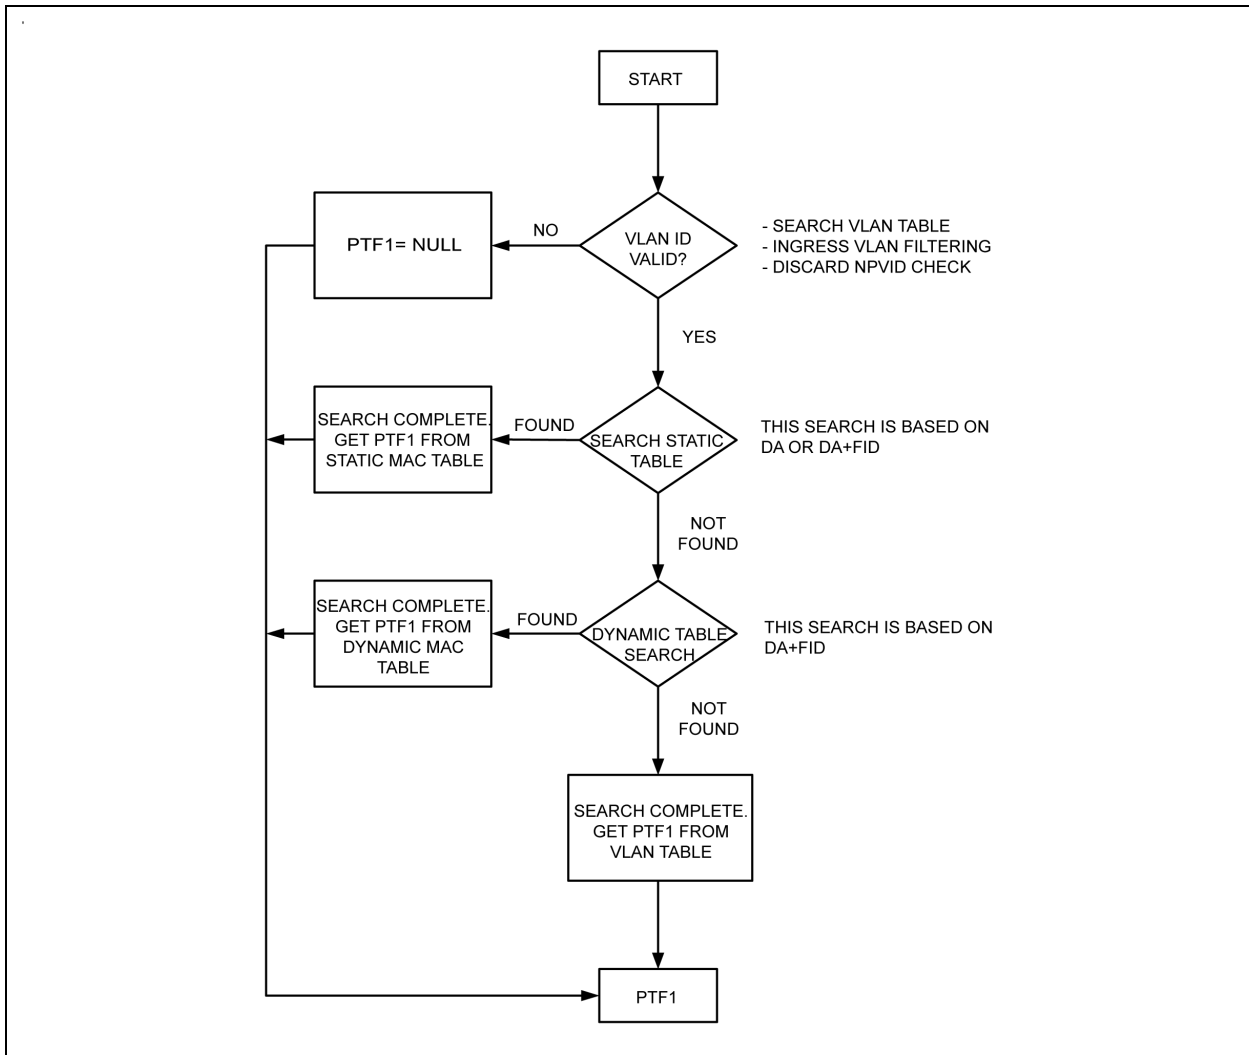 START
PTF1= NULL
NO
VLAN ID
VALID?
- SEARCH VLAN TABLE
- INGRESS VLAN FILTERING
- DISCARD NPVID CHECK
YES
SEARCH COMPLETE.
GET PTF1 FROM
STATIC MAC TABLE
FOUND
SEARCH STATIC
TABLE
THIS SEARCH IS BASED ON
DA OR DA+FID
NOT
FOUND
SEARCH COMPLETE.
GET PTF1 FROM
DYNAMIC MAC
TABLE
FOUND
DYNAMIC TABLE
SEARCH
THIS SEARCH IS BASED ON
DA+FID
NOT
FOUND
SEARCH COMPLETE.
GET PTF1 FROM
VLAN TABLE
PTF1